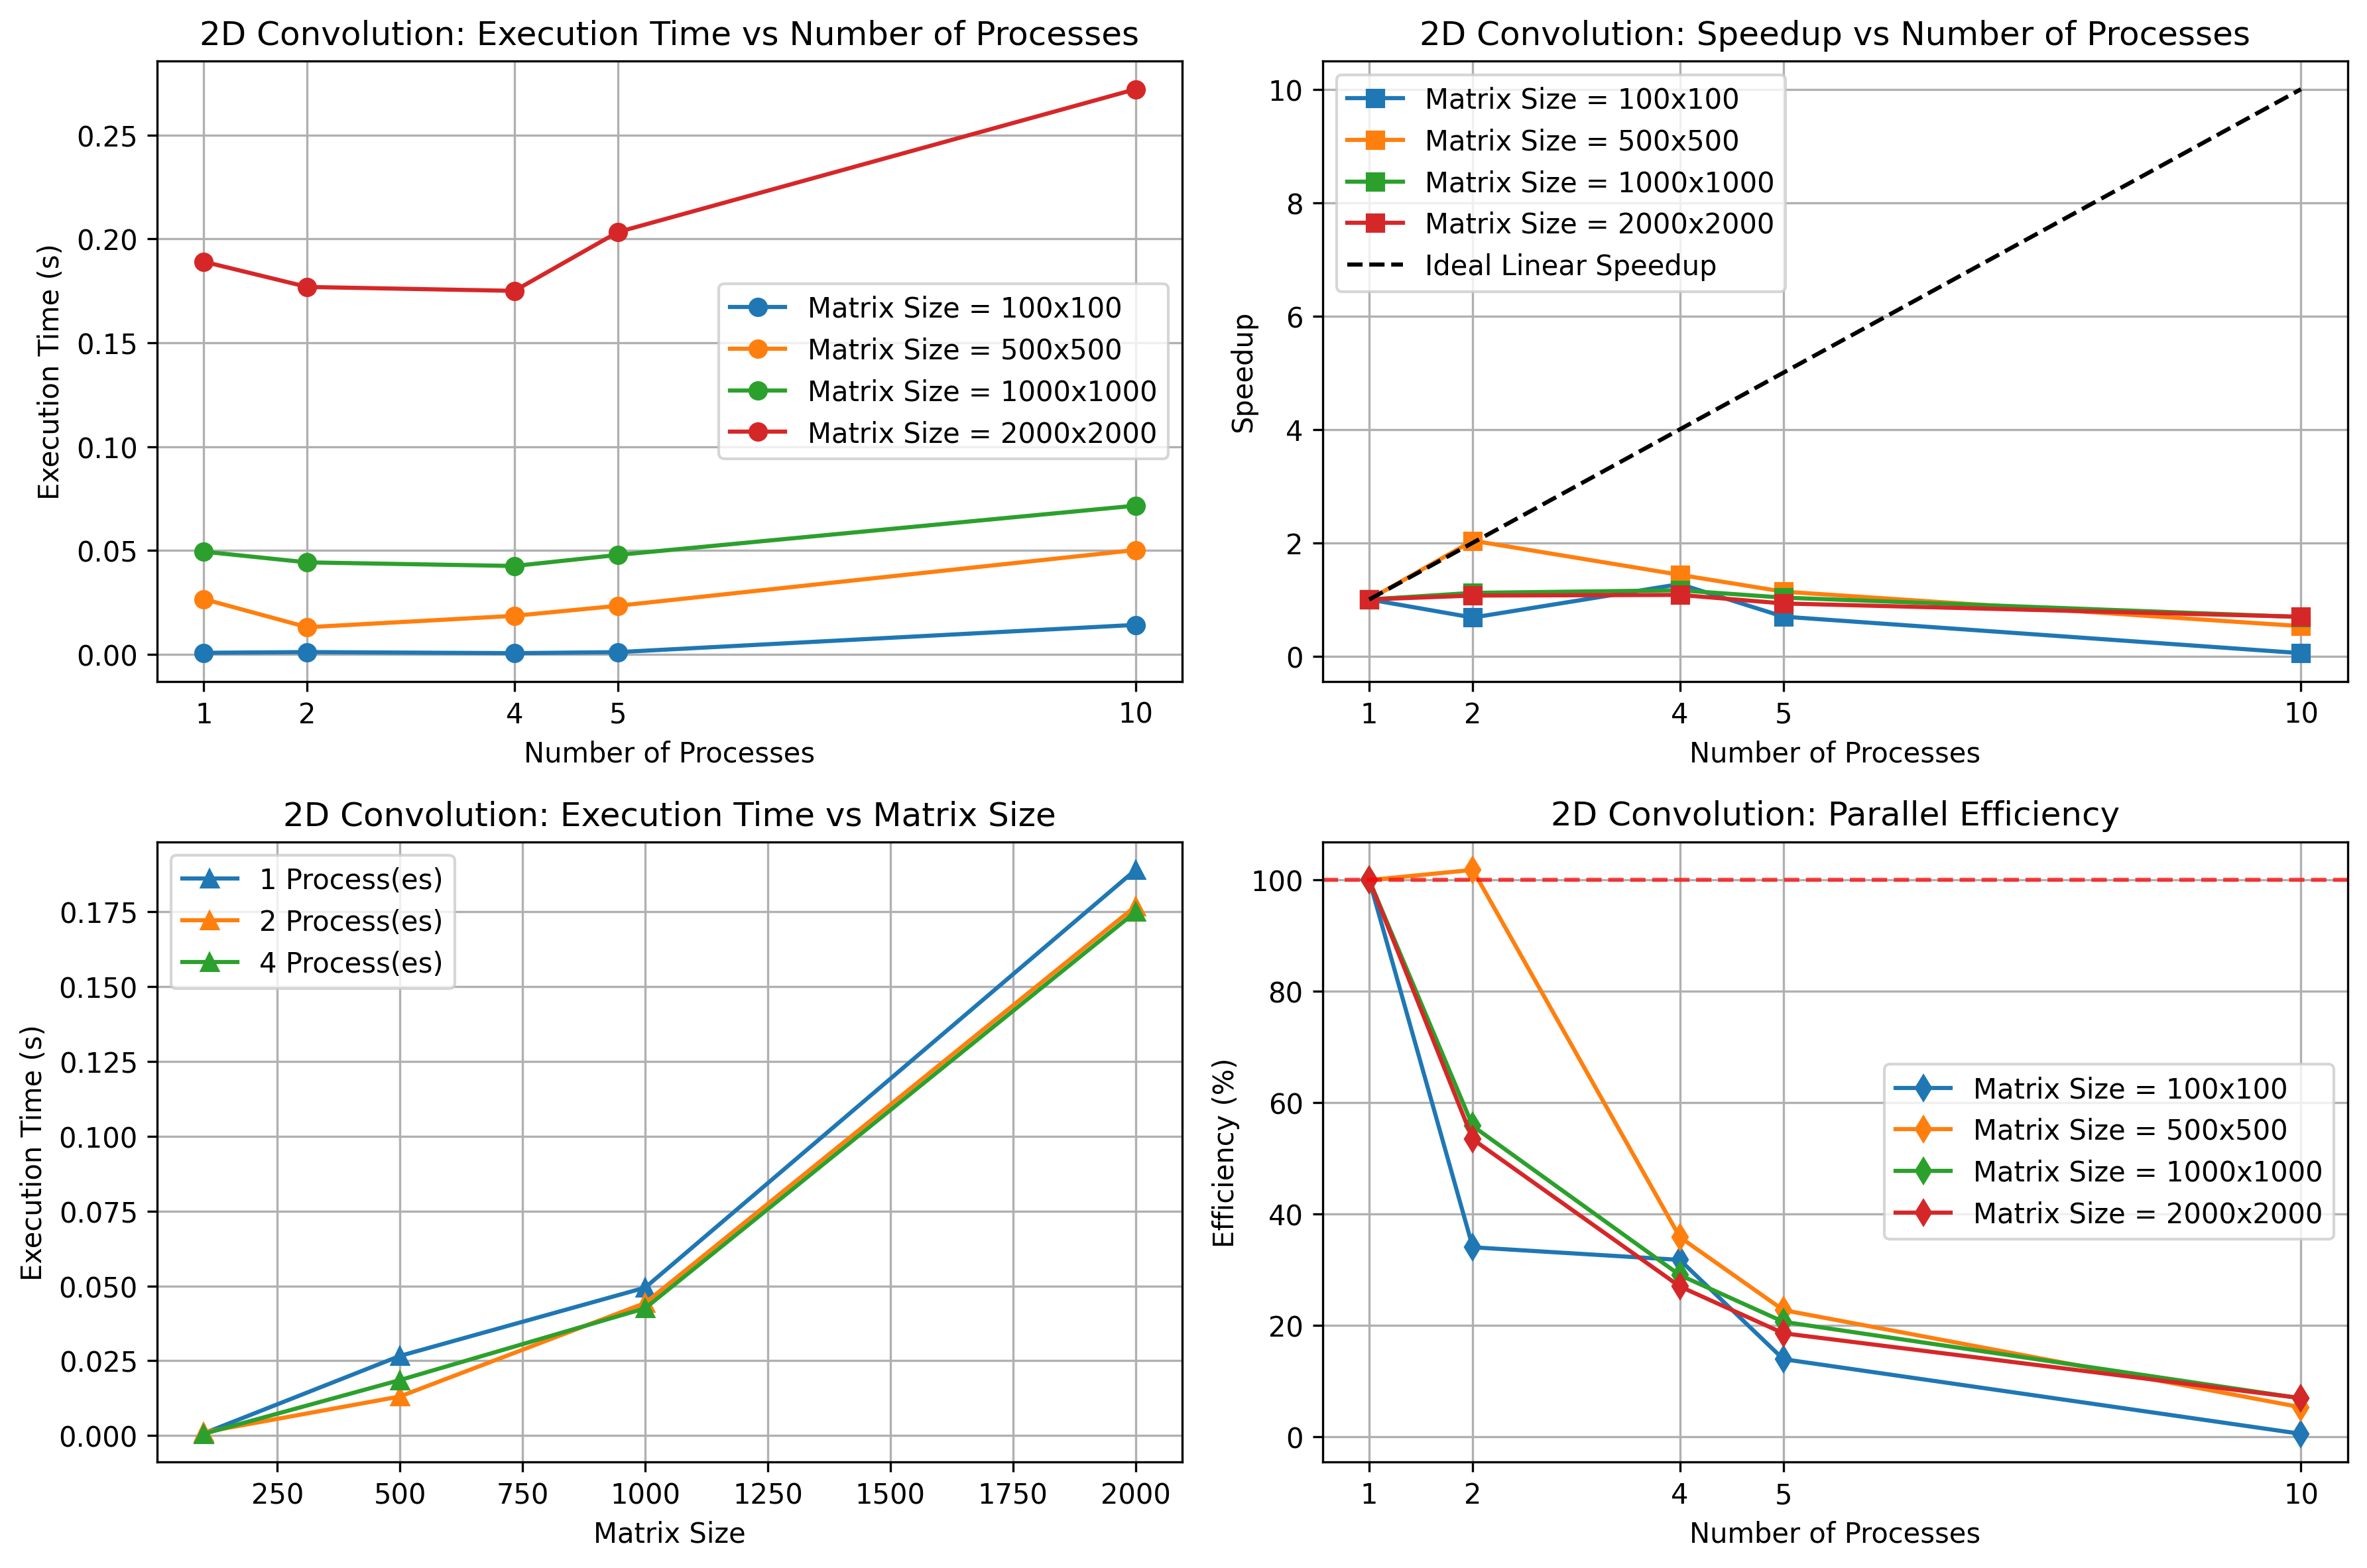 2D Convolution: Execution Time vs Number of Processes
Execution Time (s)
0.25
0.20
0.15
0.10
0.05
0.00
Matrix Size = 100x100
Matrix Size = 500x500
Matrix Size = 1000x1000
Matrix Size = 2000x2000
1 2 4 5 10
Number of Processes
2D Convolution: Speedup vs Number of Processes
Speedup
10
8
6
4
2
0
Matrix Size = 100x100
Matrix Size = 500x500
Matrix Size = 1000x1000
Matrix Size = 2000x2000
Ideal Linear Speedup
1 2 4 5 10
Number of Processes
2D Convolution: Execution Time vs Matrix Size
Execution Time (s)
0.175
0.150
0.125
0.100
0.075
0.050
0.025
0.000
1 Process(es)
2 Process(es)
4 Process(es)
250 500 750 1000 1250 1500 1750 2000
Matrix Size
2D Convolution: Parallel Efficiency
Efficiency (%)
100
80
60
40
20
0
Matrix Size = 100x100
Matrix Size = 500x500
Matrix Size = 1000x1000
Matrix Size = 2000x2000
1 2 4 5 10
Number of Processes